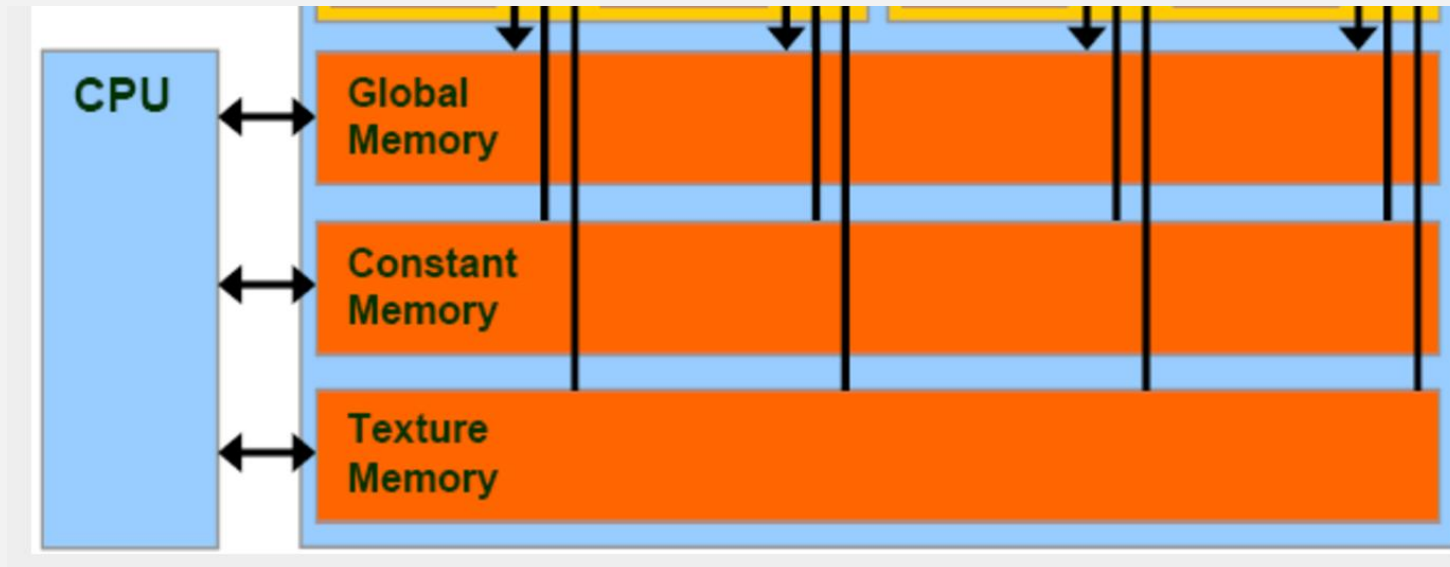 CPU
Global
Memory
Constant
Memory
Texture
Memory